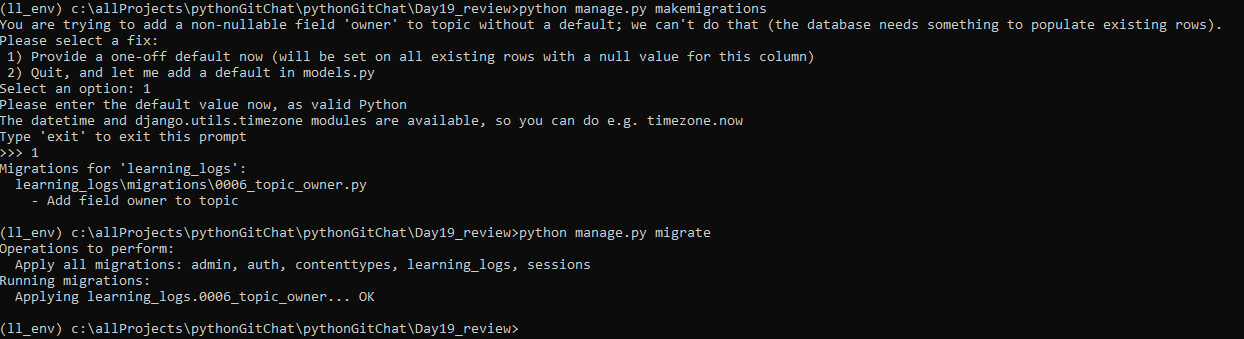 (ll_env) c:\allProjects\pythonGitChat\pythonGitChat\Day19_review>python manage.py makemigrations
You are trying to add a non-nullable field 'owner' to topic without a default; we can't do that (the database needs something to populate existing rows).
Please select a fix:
 1) Provide a one-off default now (will be set on all existing rows with a null value for this column)
 2) Quit, and let me add a default in models.py
Select an option: 1
Please enter the default value now, as valid Python
The datetime and django.utils.timezone modules are available, so you can do e.g. timezone.now
Type 'exit' to exit this prompt
>>> 1
Migrations for 'learning_logs':
  learning_logs\migrations\0006_topic_owner.py
    - Add field owner to topic
(ll_env) c:\allProjects\pythonGitChat\pythonGitChat\Day19_review>python manage.py migrate
Operations to perform:
  Apply all migrations: admin, auth, contenttypes, learning_logs, sessions
Running migrations:
  Applying learning_logs.0006_topic_owner... OK
(ll_env) c:\allProjects\pythonGitChat\pythonGitChat\Day19_review>